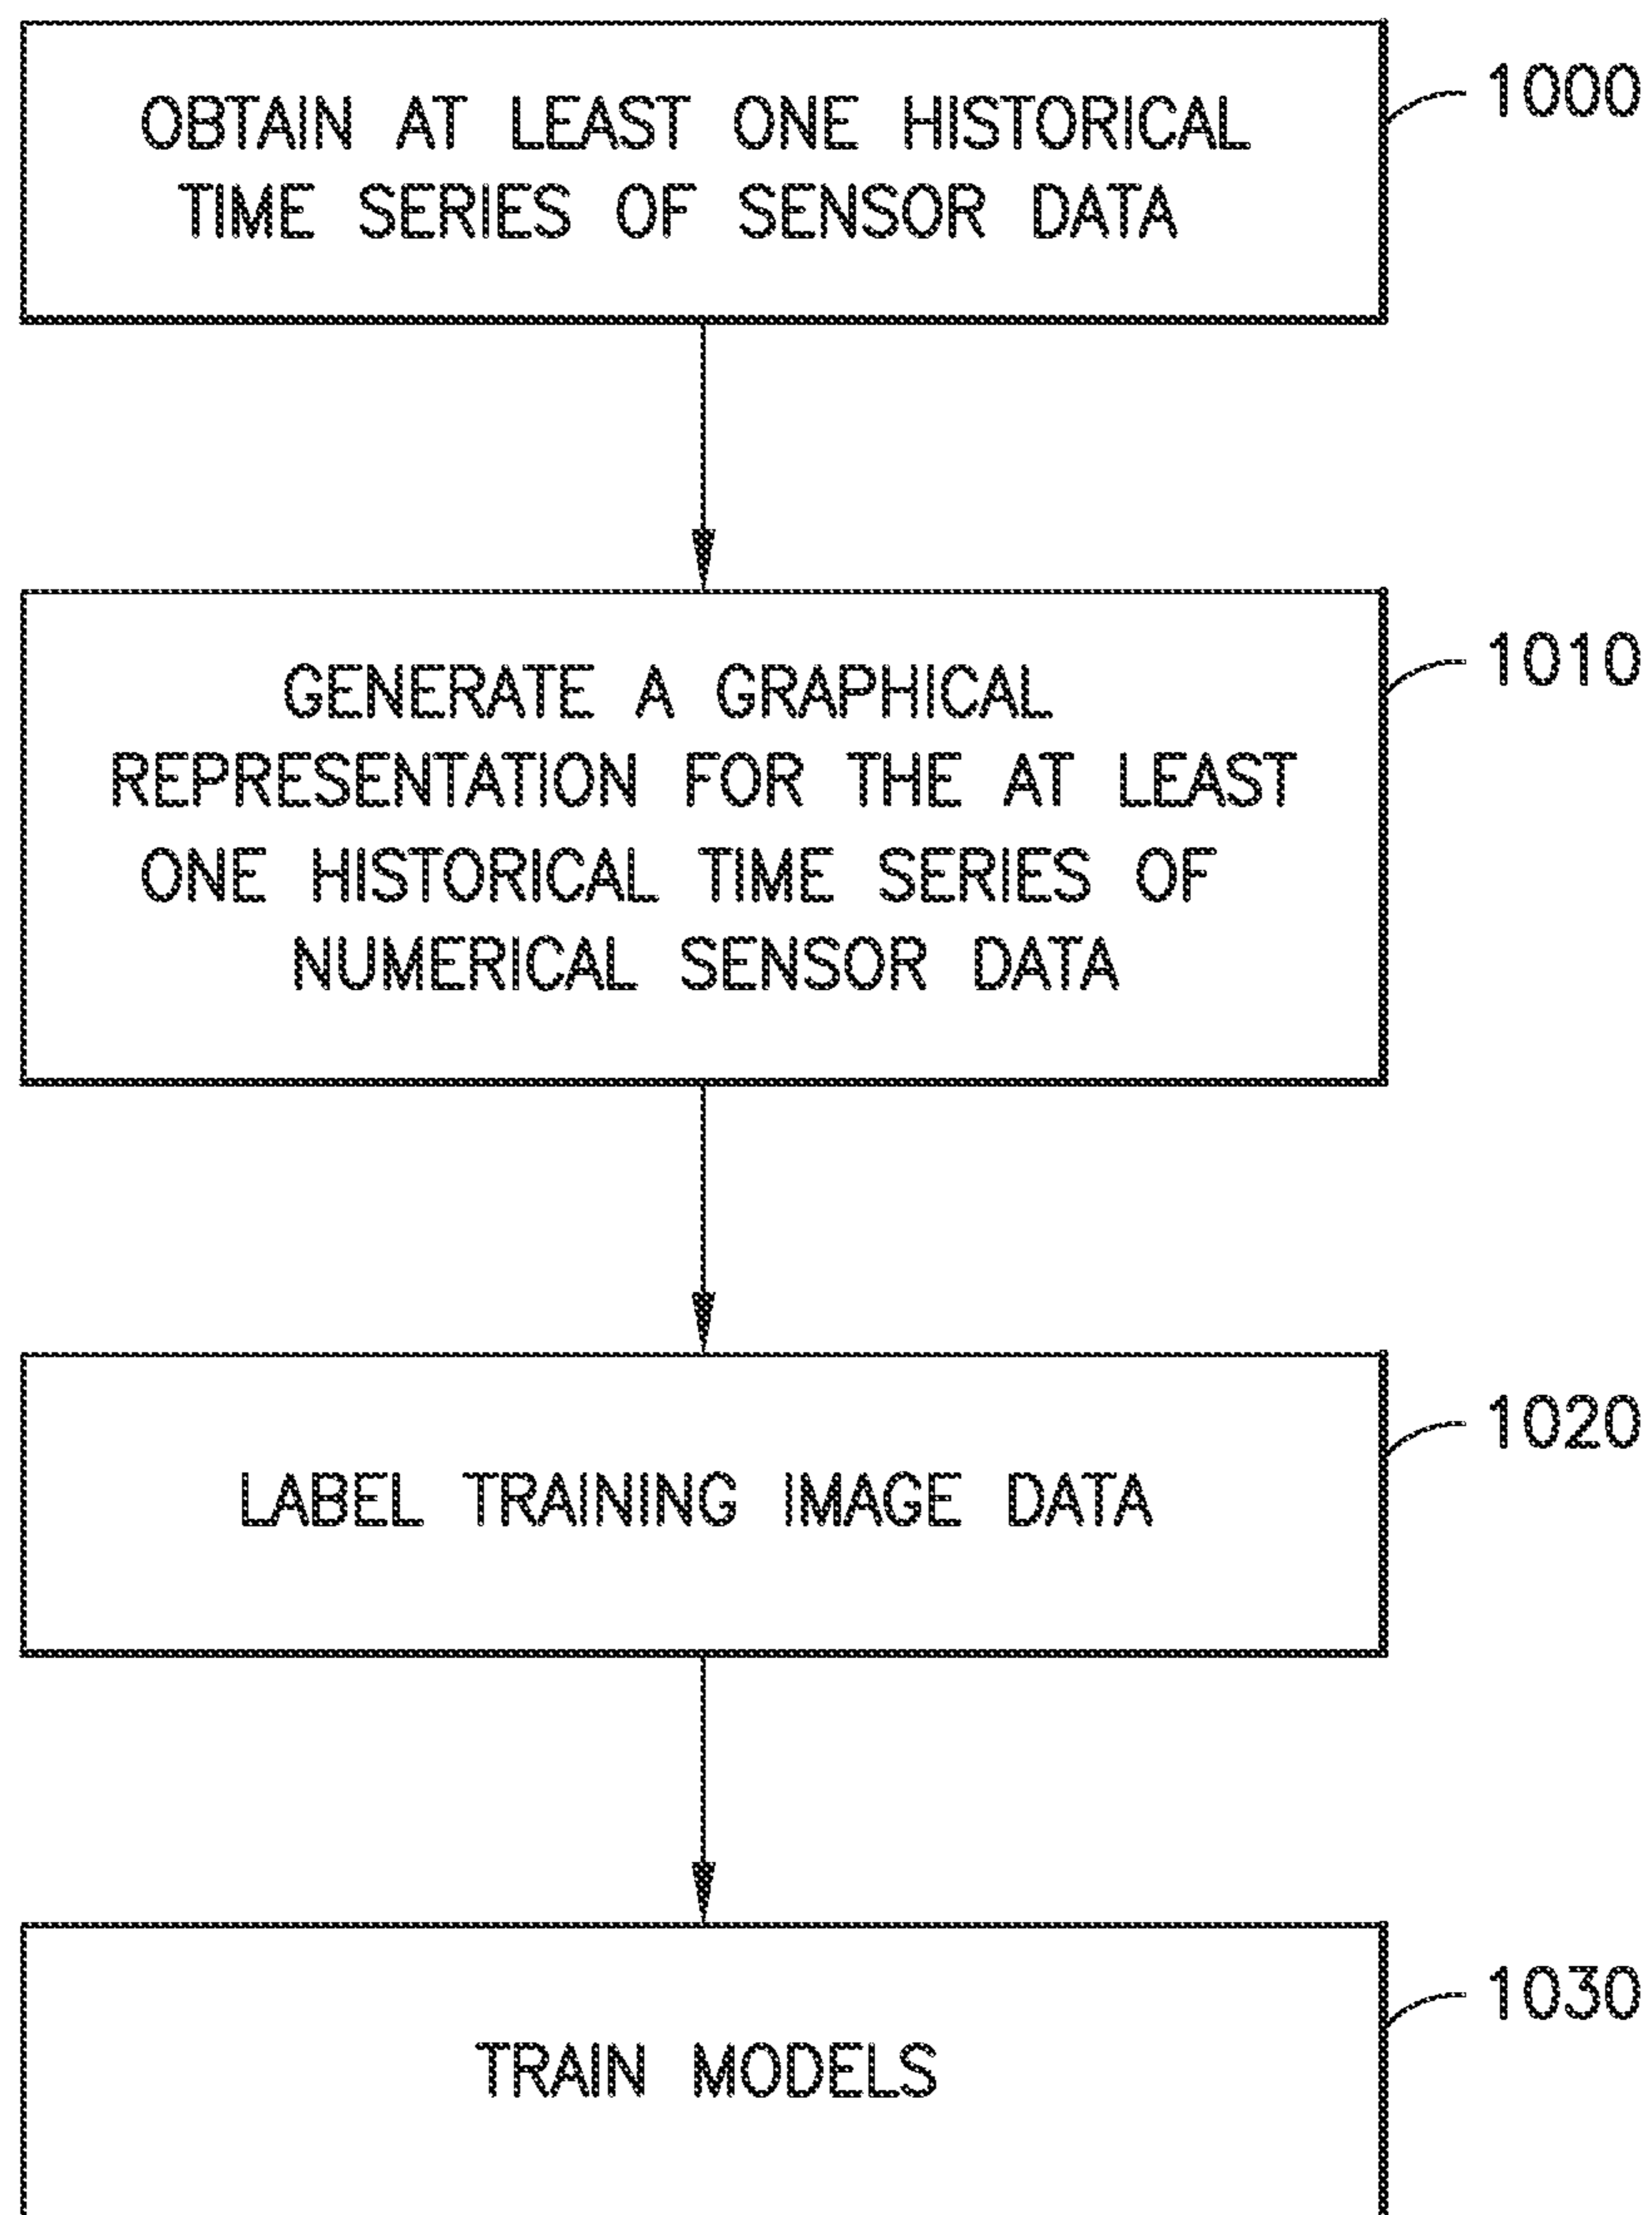 OBTAIN AT LEAST ONE HISTORICAL
TIME SERIES OF SENSOR DATA
1000
GENERATE A GRAPHICAL
REPRESENTATION FOR THE AT LEAST
ONE HISTORICAL TIME SERIES OF
NUMERICAL SENSOR DATA
1010
LABEL TRAINING IMAGE DATA
1020
TRAIN MODELS
1030